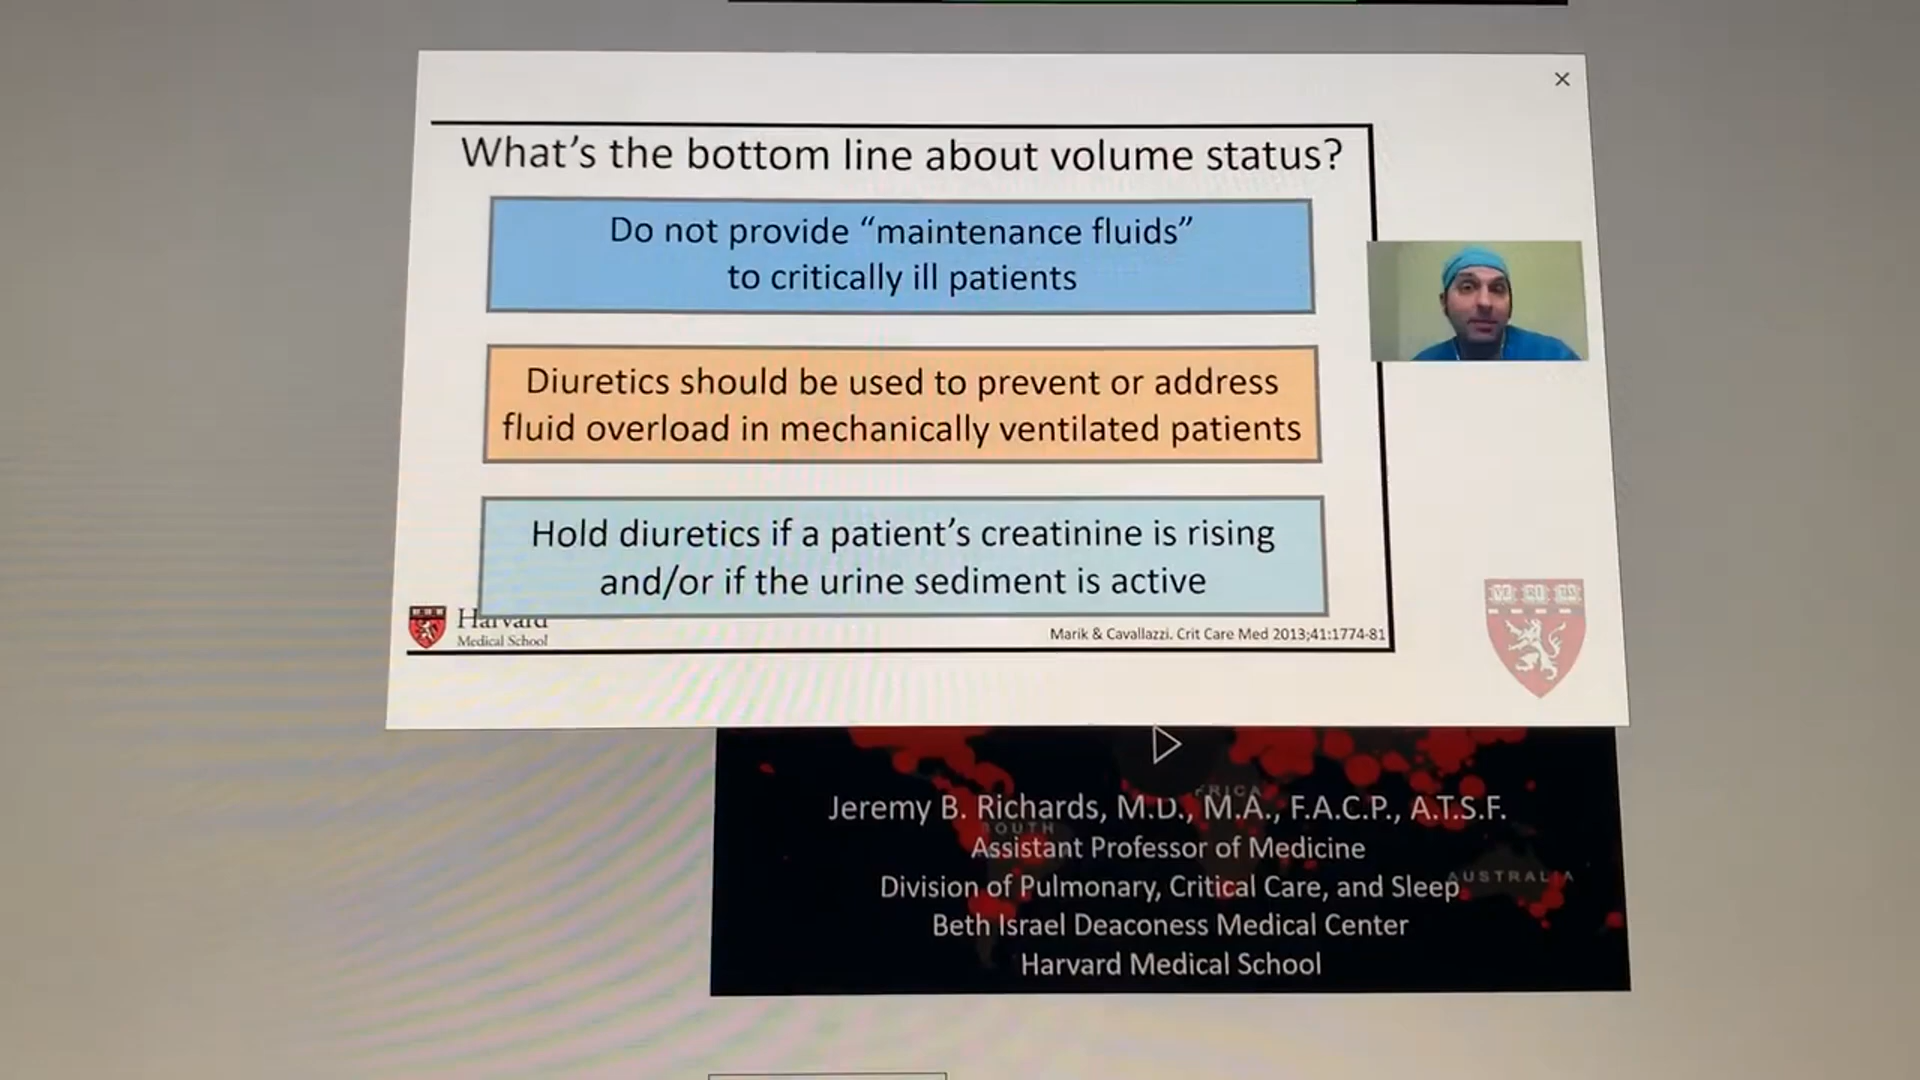 What's the bottom line about volume status?
Do not provide “maintenance fluids”
to critically ill patients
Diuretics should be used to prevent or address
fluid overload in mechanically ventilated patients
Hold diuretics if a patient's creatinine is rising
and/or if the urine sediment is active
Harvard
Medical School
Marik & Cavallazzi. Crit Care Med 2013;41:1774-81
Jeremy B. Richards, M.D., M.A., F.A.C.P., A.T.S.F.
SOUTH
Assistant Professor of Medicine
Division of Pulmonary, Critical Care, and Sleep
AUSTRALIA
Beth Israel Deaconess Medical Center
Harvard Medical School